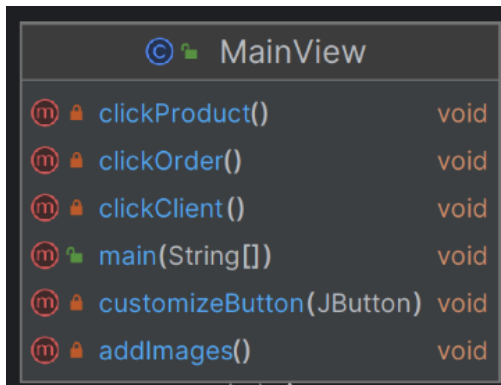 C MainView
m clickProduct() void
m clickOrder() void
m clickClient() void
m main(String[]) void
m customizeButton(JButton) void
m addImages() void